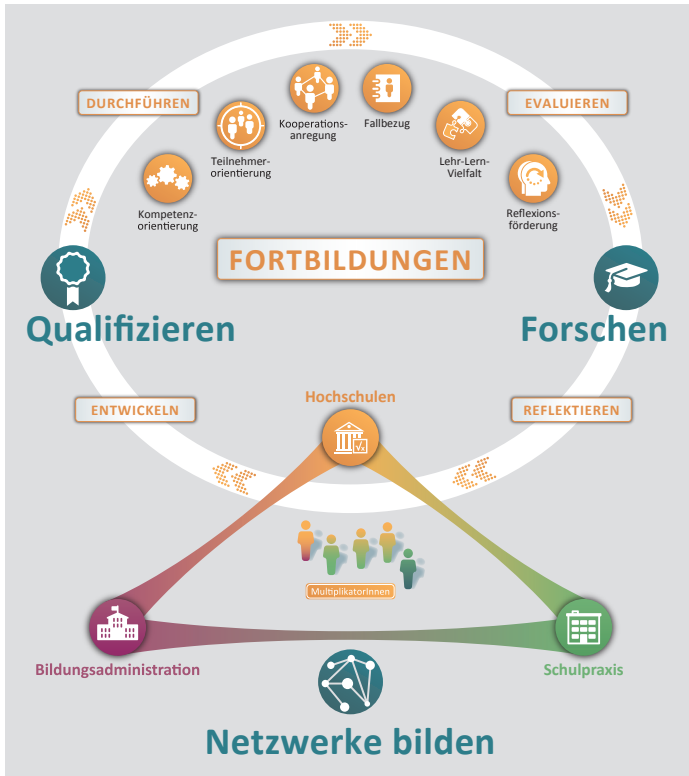 DURCHFÜHREN
EVALUIEREN
Kooperations-
anregung
Fallbezug
Teilnehmer-
orientierung
Lehr-Lern-
Vielfalt
Kompetenz-
orientierung
Reflexions-
förderung
FORTBILDUNGEN
Qualifizieren
Forschen
Hochschulen
ENTWICKELN
REFLEKTIEREN
MultiplikatorInnen
Bildungsadministration
Schulpraxis
Netzwerke bilden